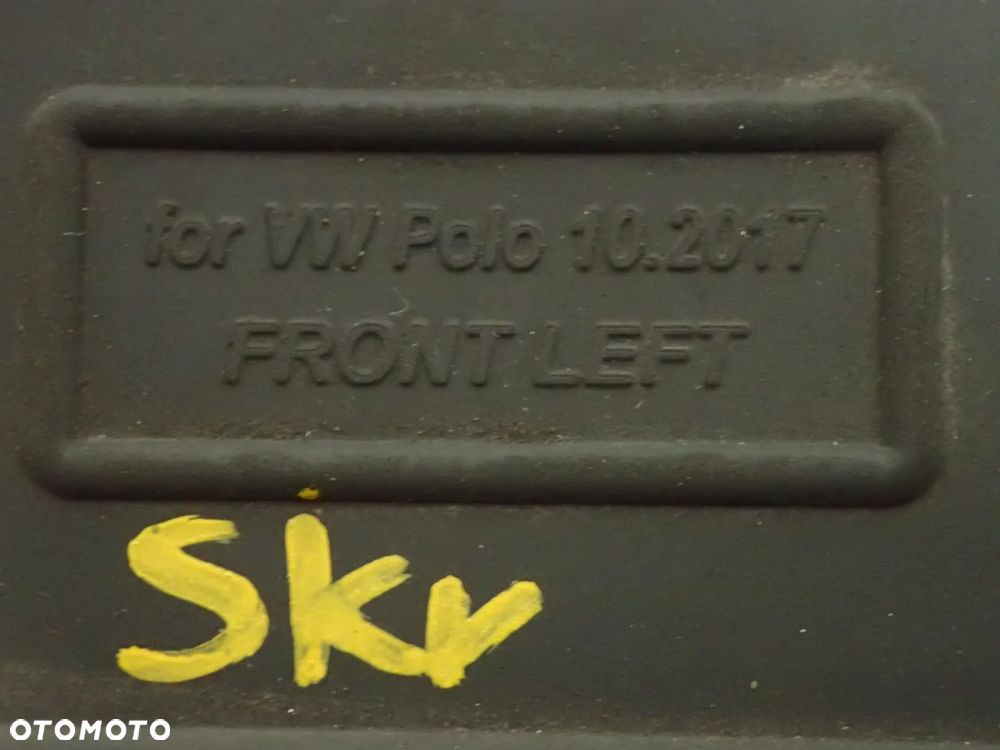 for VW Polo 10.2017
FRONT LEFT
Skv
OTOMOTO